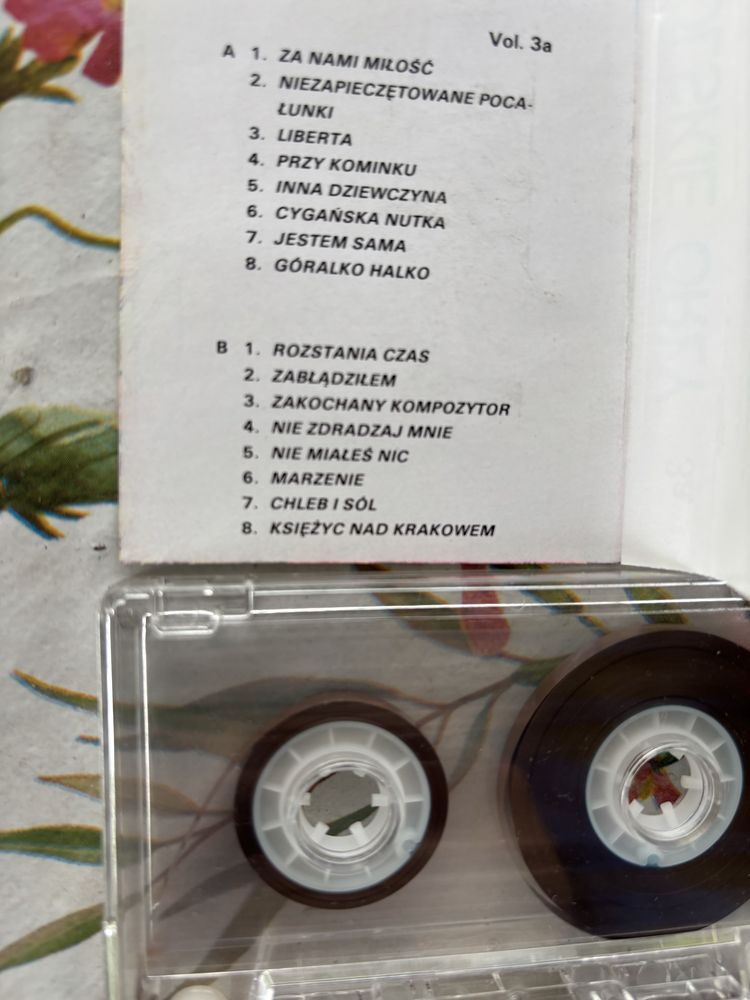 Vol. 3a
A 1. ZA NAMI MIŁOŚĆ
2. NIEZAPIECZĘTOWANE POCA-
ŁUNKI
3. LIBERTA
4. PRZY KOMINKU
5. INNA DZIEWCZYNA
6. CYGAŃSKA NUTKA
7. JESTEM SAMA
8. GÓRALKO HALKO
B 1. ROZSTANIA CZAS
2. ZABŁĄDZIŁEM
3. ZAKOCHANY KOMPOZYTOR
4. NIE ZDRADZAJ MNIE
5. NIE MIAŁEŚ NIC
6. MARZENIE
7. CHLEB I SÓL
8. KSIĘŻYC NAD KRAKOWEM